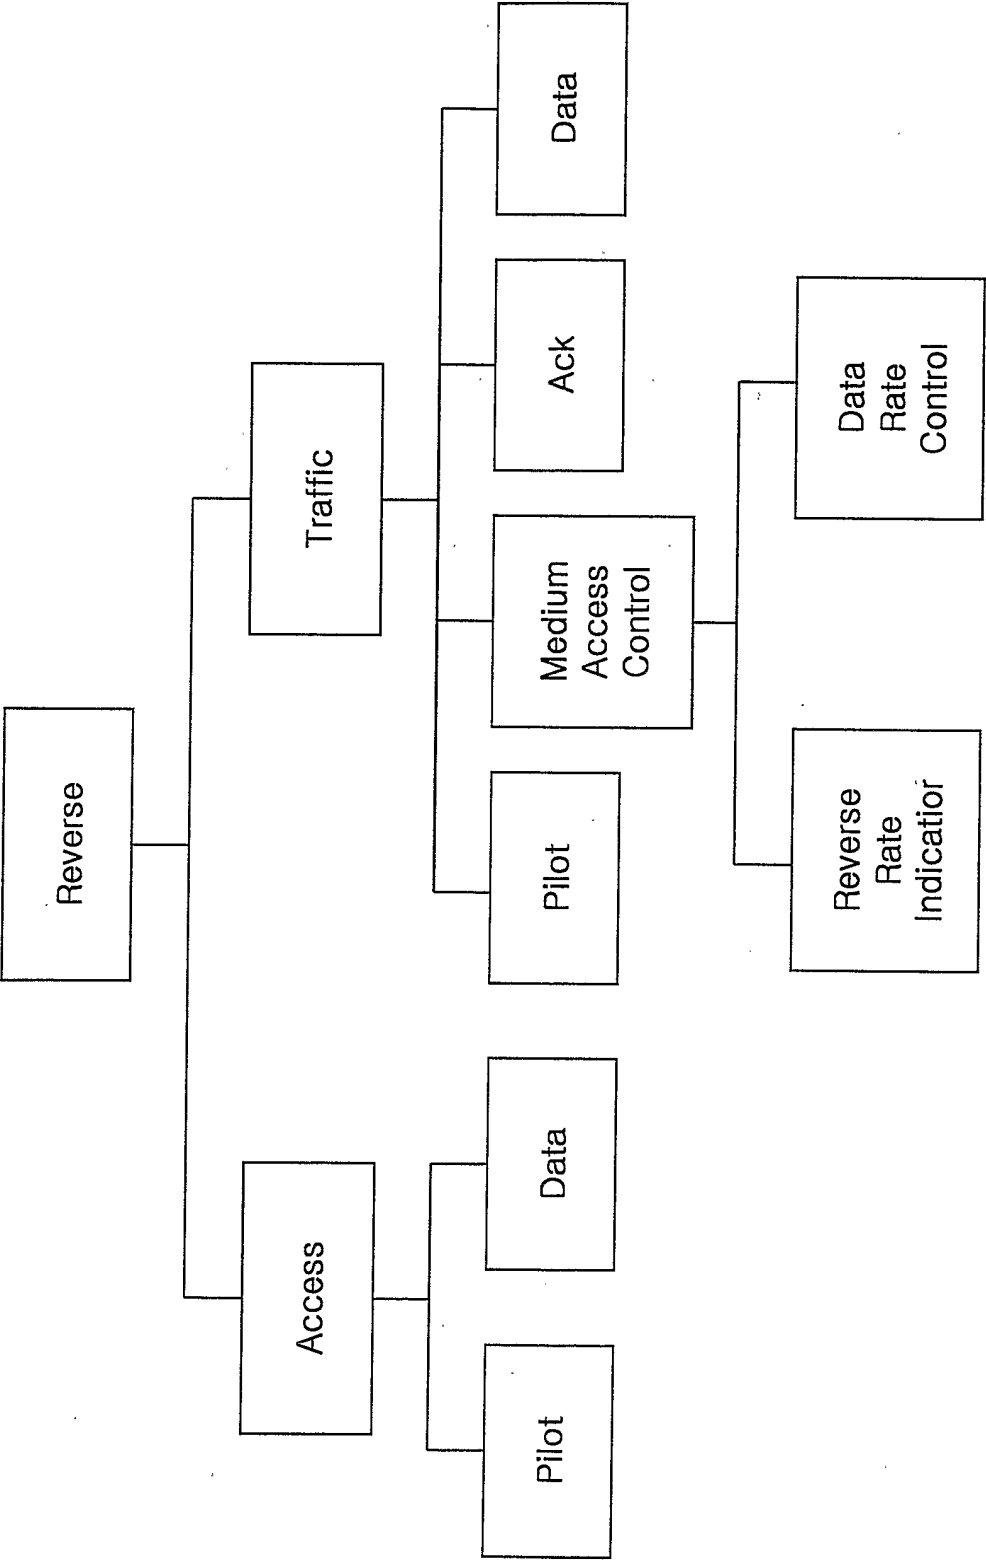 Reverse
Access
Traffic
Pilot
Data
Pilot
Medium
Access
Control
Ack
Data
Reverse
Rate
Indicatior
Data
Rate
Control